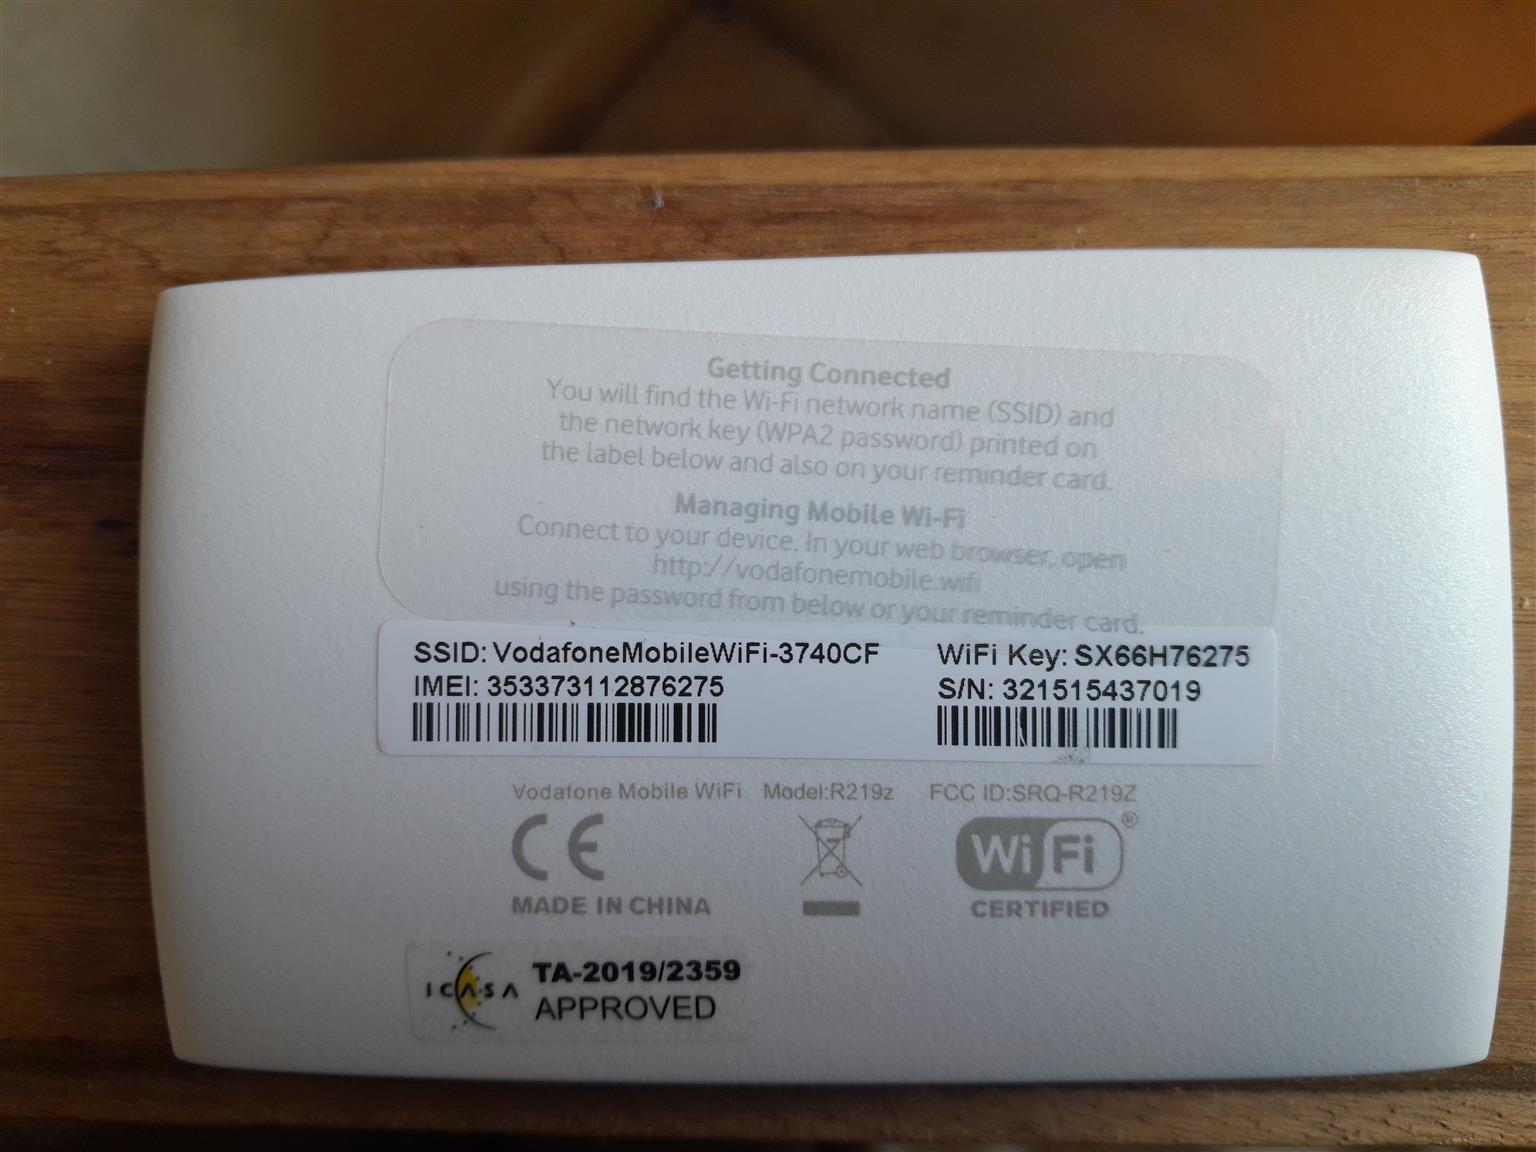 Getting Connected
You will find the Wi-Fi network name (SSID) and
the network key (WPA2 password) printed on
the label below and also on your reminder card.
Managing Mobile Wi-Fi
Connect to your device. In your web browser, open
http://vodafonemobile.wifi
using the password from below or your reminder card.
SSID: VodafoneMobileWiFi-3740CF WiFi Key: SX66H76275
IMEI: 353373112876275 S/N: 321515437019
Vodafone Mobile WiFi Model:R219z FCC ID:SRQ-R219Z
CE WiFi®
MADE IN CHINA CERTIFIED
ICASA TA-2019/2359
APPROVED